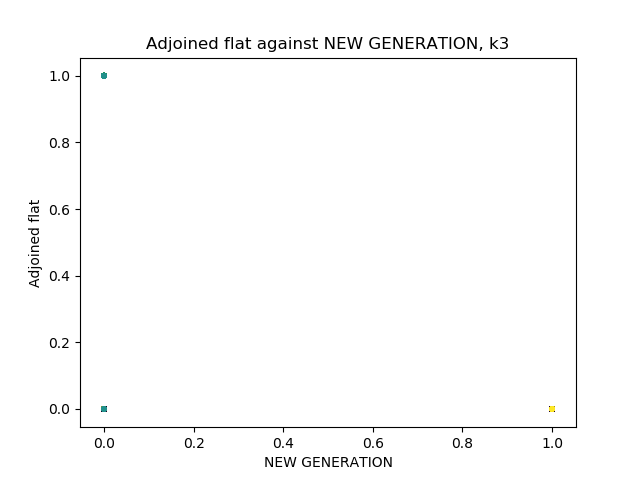 Adjoined flat against NEW GENERATION, k3
1.0
0.8
0.6
0.4
0.2
0.0
Adjoined flat
0.0 0.2 0.4 0.6 0.8 1.0
NEW GENERATION